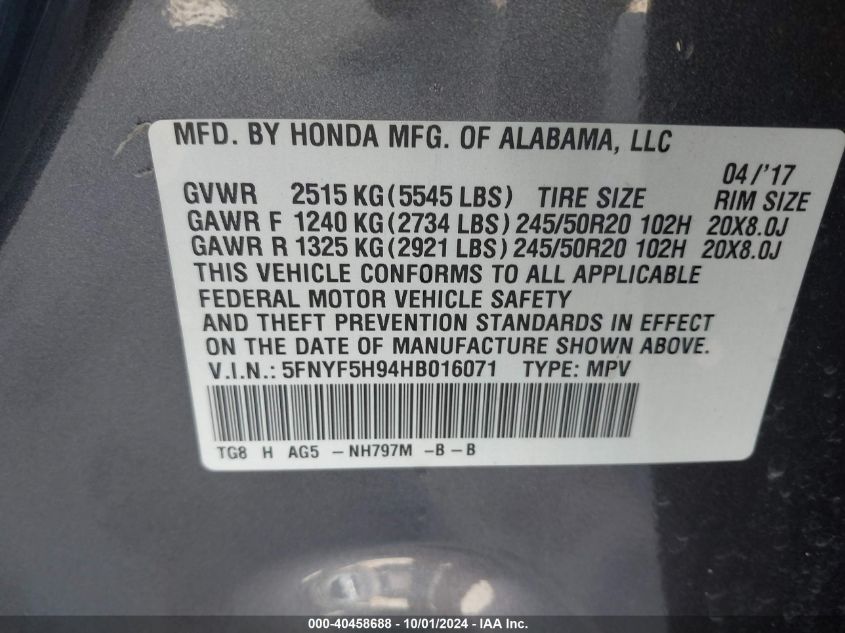 MFD. BY HONDA MFG. OF ALABAMA, LLC
04/'17
GVWR 2515 KG (5545 LBS) TIRE SIZE RIM SIZE
GAWR F 1240 KG (2734 LBS) 245/50R20 102H 20X8.0J
GAWR R 1325 KG (2921 LBS) 245/50R20 102H 20X8.0J
THIS VEHICLE CONFORMS TO ALL APPLICABLE
FEDERAL MOTOR VEHICLE SAFETY
AND THEFT PREVENTION STANDARDS IN EFFECT
ON THE DATE OF MANUFACTURE SHOWN ABOVE.
V.I.N.: 5FNYF5H94HB016071 TYPE: MPV
TG8 H AG5 -NH797M -B-B
000-40458688 - 10/01/2024 - IAA Inc.